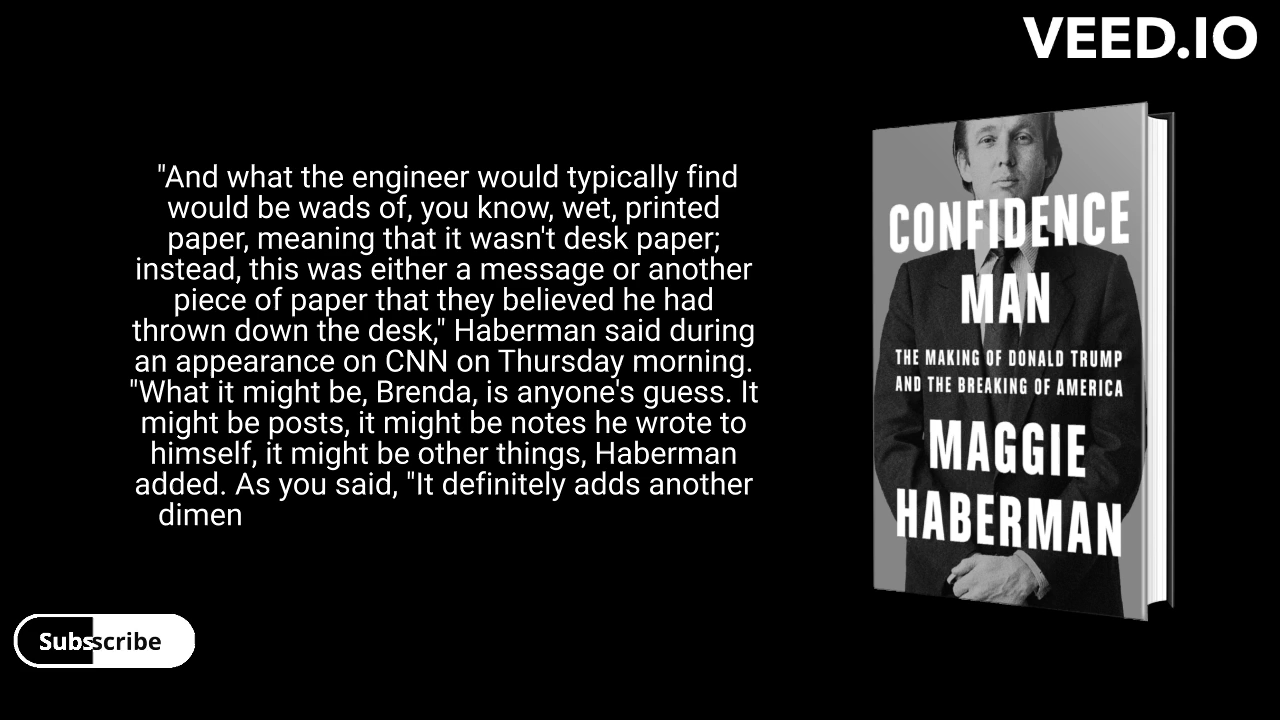 VEED.IO
"And what the engineer would typically find
would be wads of, you know, wet, printed
paper, meaning that it wasn't desk paper;
instead, this was either a message or another
piece of paper that they believed he had
thrown down the desk," Haberman said during
an appearance on CNN on Thursday morning.
"What it might be, Brenda, is anyone's guess. It
might be posts, it might be notes he wrote to
himself, it might be other things, Haberman
added. As you said, "It definitely adds another
dimen
CONFIDENCE
MAN
THE MAKING OF DONALD TRUMP
AND THE BREAKING OF AMERICA
MAGGIE
HABERMAN
Subsscribe